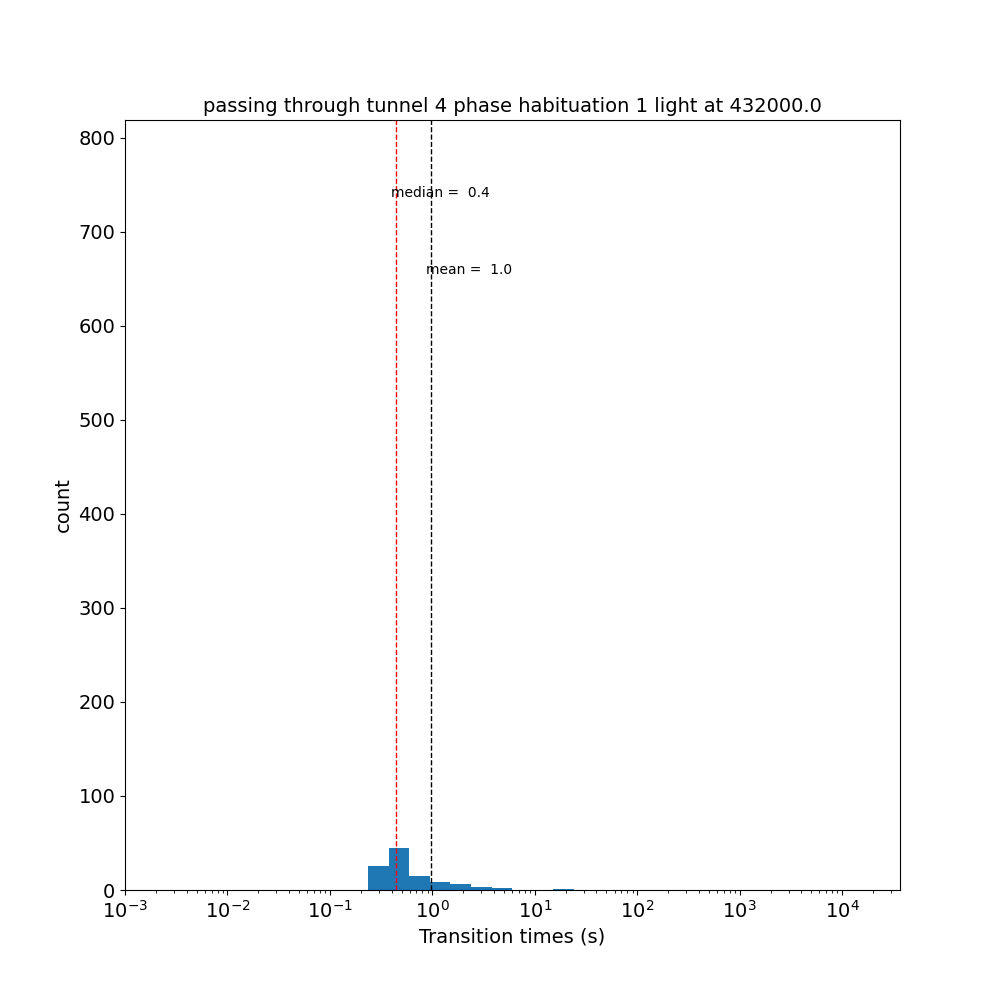 passing through tunnel 4 phase habituation 1 light at 432000.0
800
median =  0.4
700
mean =  1.0
600
500
400
count
300
200
100
0
10⁻³ 10⁻² 10⁻¹ 10⁰ 10¹ 10² 10³ 10⁴
Transition times (s)